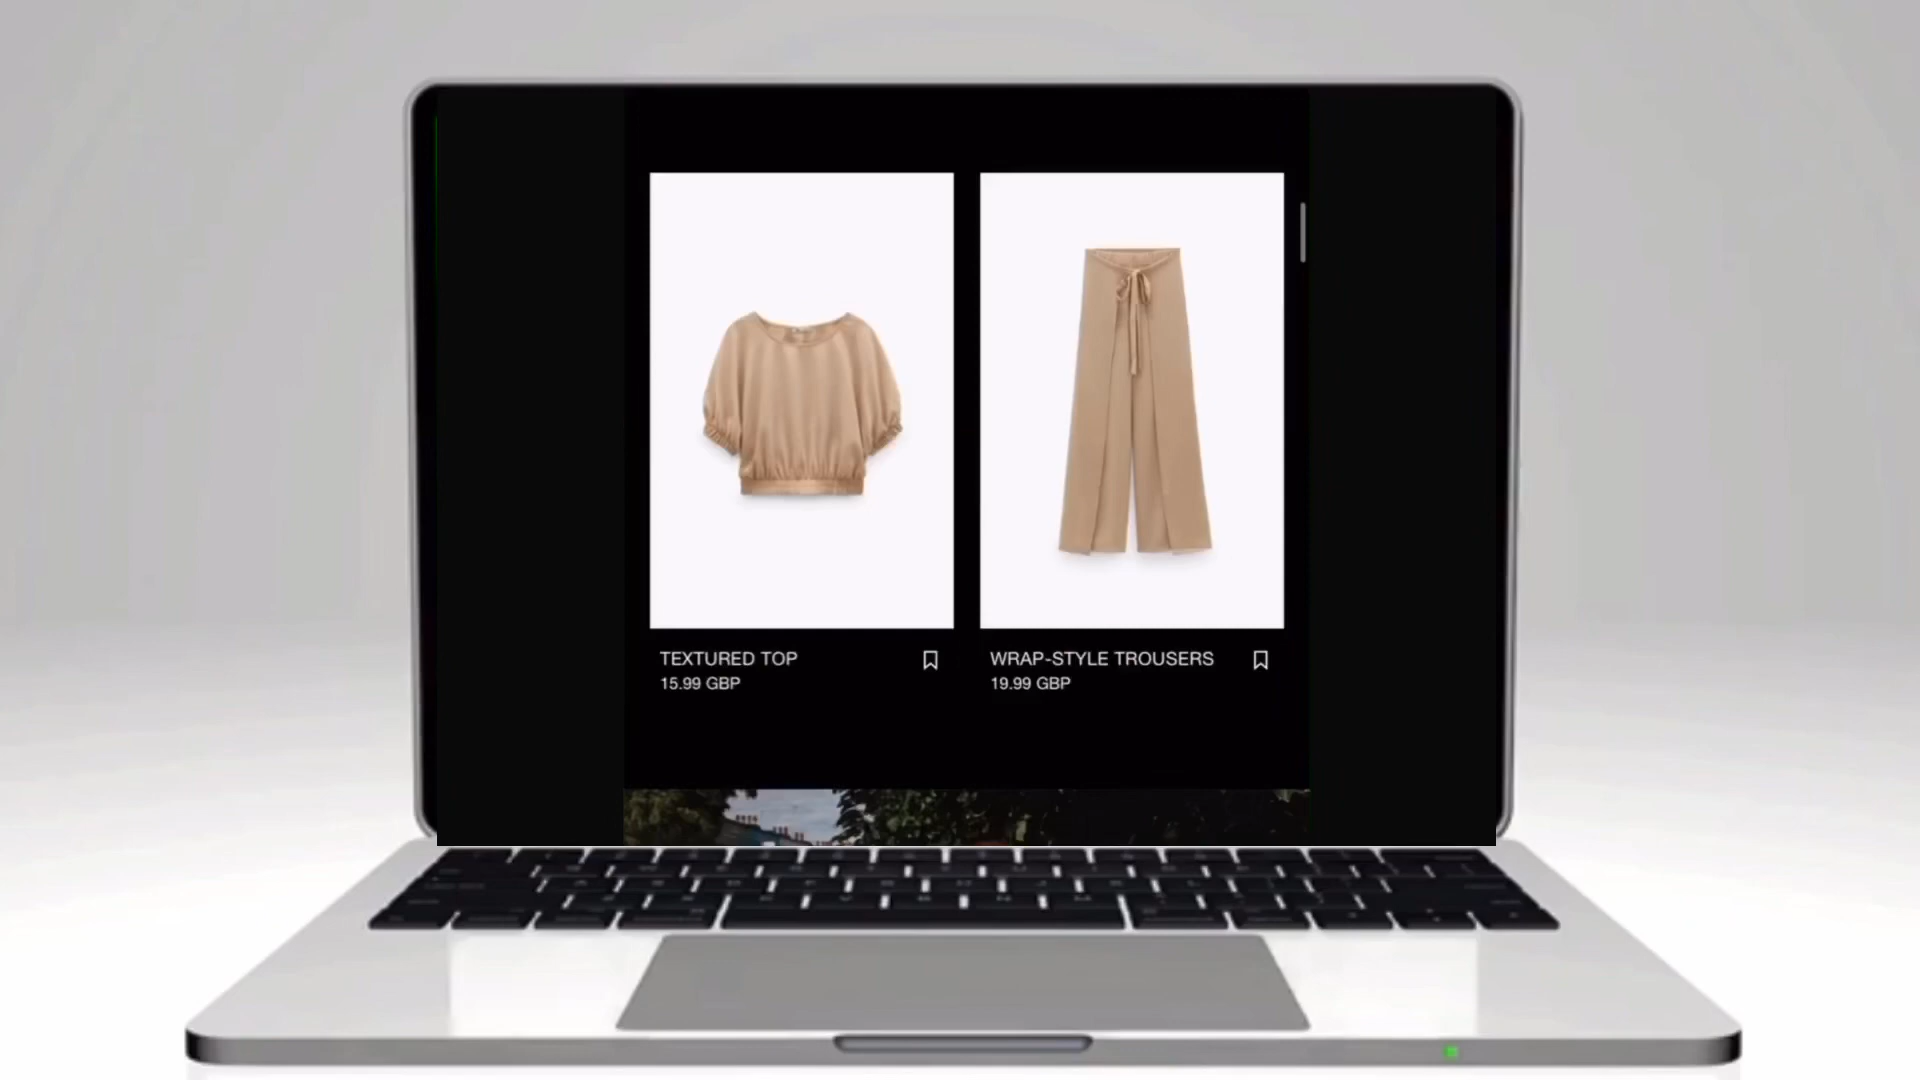 TEXTURED TOP
15.99 GBP
WRAP-STYLE TROUSERS
19.99 GBP